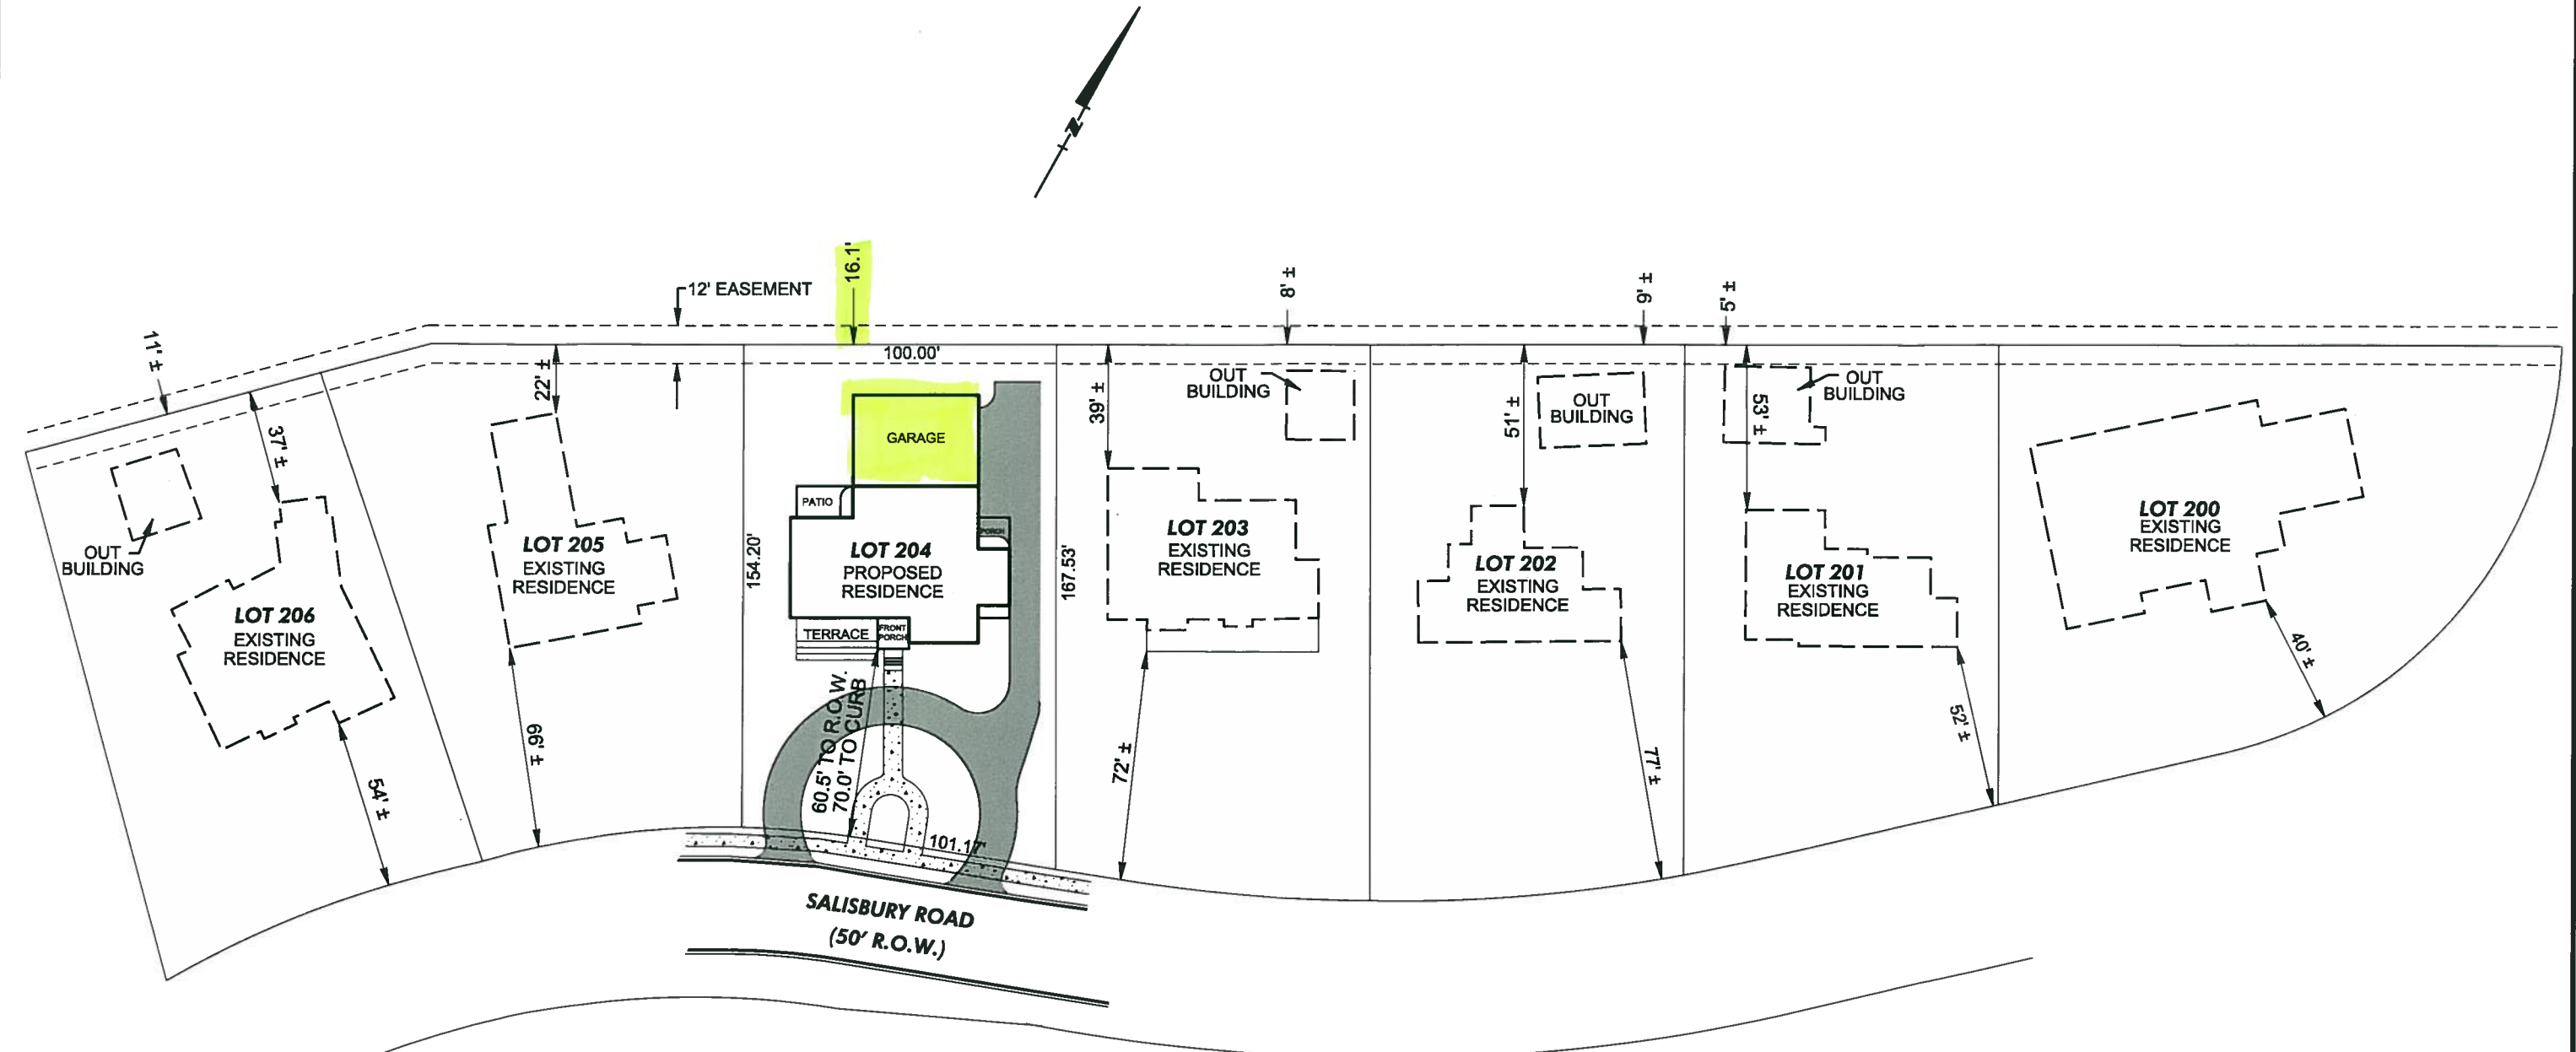 N
16.1'
12' EASEMENT
8' ±
9' ±
5' ±
11' ±
100.00'
22' ±
37' ±
39' ±
OUT
BUILDING
51' ±
OUT
BUILDING
53' ±
OUT
BUILDING
GARAGE
PATIO
PORCH
OUT
BUILDING
LOT 206
EXISTING
RESIDENCE
LOT 205
EXISTING
RESIDENCE
154.20'
LOT 204
PROPOSED
RESIDENCE
167.53'
LOT 203
EXISTING
RESIDENCE
LOT 202
EXISTING
RESIDENCE
LOT 201
EXISTING
RESIDENCE
LOT 200
EXISTING
RESIDENCE
TERRACE
FRONT
PORCH
60.5' TO R.O.W.
70.0' TO CURB
54' ±
66' ±
72' ±
77' ±
52' ±
40' ±
101.17'
SALISBURY ROAD
(50' R.O.W.)